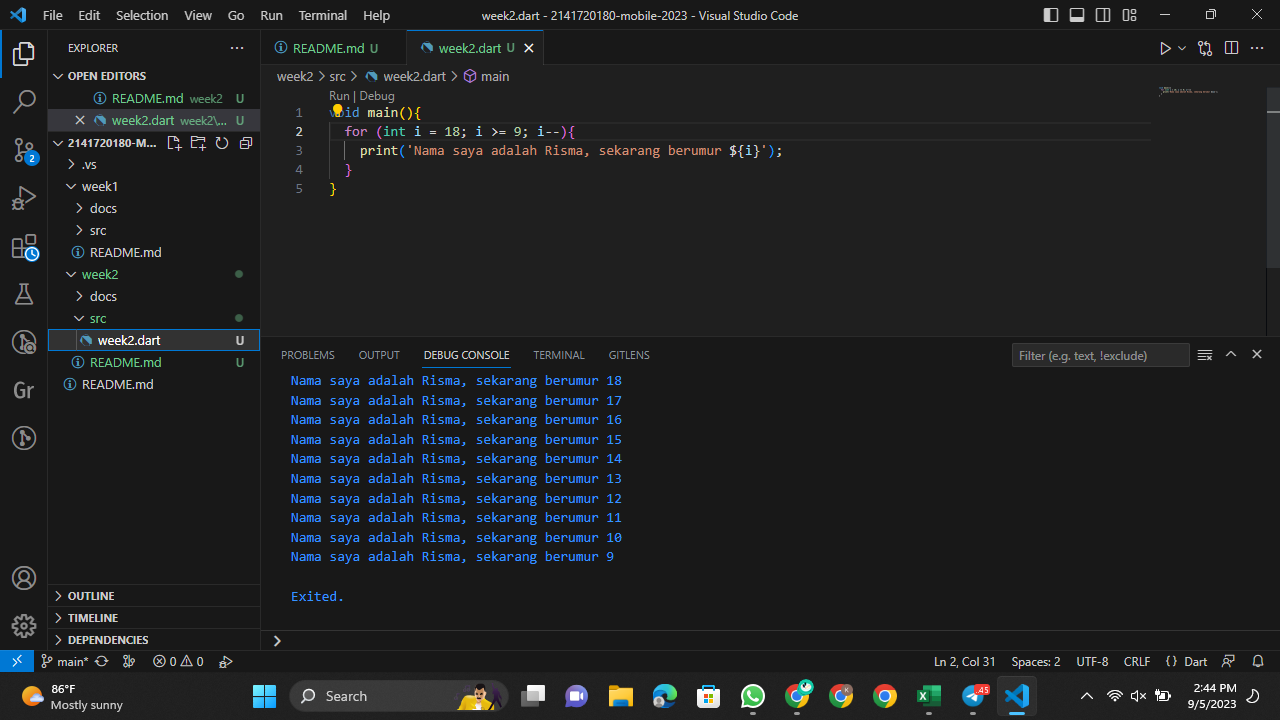 File Edit Selection View Go Run Terminal Help
week2.dart - 2141720180-mobile-2023 - Visual Studio Code
EXPLORER
OPEN EDITORS
README.md week2 U
week2.dart week2\... U
2141720180-M...
.vs
week1
docs
src
README.md
week2
docs
src
week2.dart U
README.md U
README.md
OUTLINE
TIMELINE
DEPENDENCIES
2
Gr
README.md U
week2.dart U
week2 > src > week2.dart > main
Run | Debug
1 void main(){
2 for (int i = 18; i >= 9; i--){
3 print('Nama saya adalah Risma, sekarang berumur ${i}');
4 }
5 }
PROBLEMS OUTPUT DEBUG CONSOLE TERMINAL GITLENS
Filter (e.g. text, !exclude)
Nama saya adalah Risma, sekarang berumur 18
Nama saya adalah Risma, sekarang berumur 17
Nama saya adalah Risma, sekarang berumur 16
Nama saya adalah Risma, sekarang berumur 15
Nama saya adalah Risma, sekarang berumur 14
Nama saya adalah Risma, sekarang berumur 13
Nama saya adalah Risma, sekarang berumur 12
Nama saya adalah Risma, sekarang berumur 11
Nama saya adalah Risma, sekarang berumur 10
Nama saya adalah Risma, sekarang berumur 9
Exited.
main* 0 0
Ln 2, Col 31 Spaces: 2 UTF-8 CRLF { } Dart
86°F
Mostly sunny
Search
.45
2:44 PM
9/5/2023